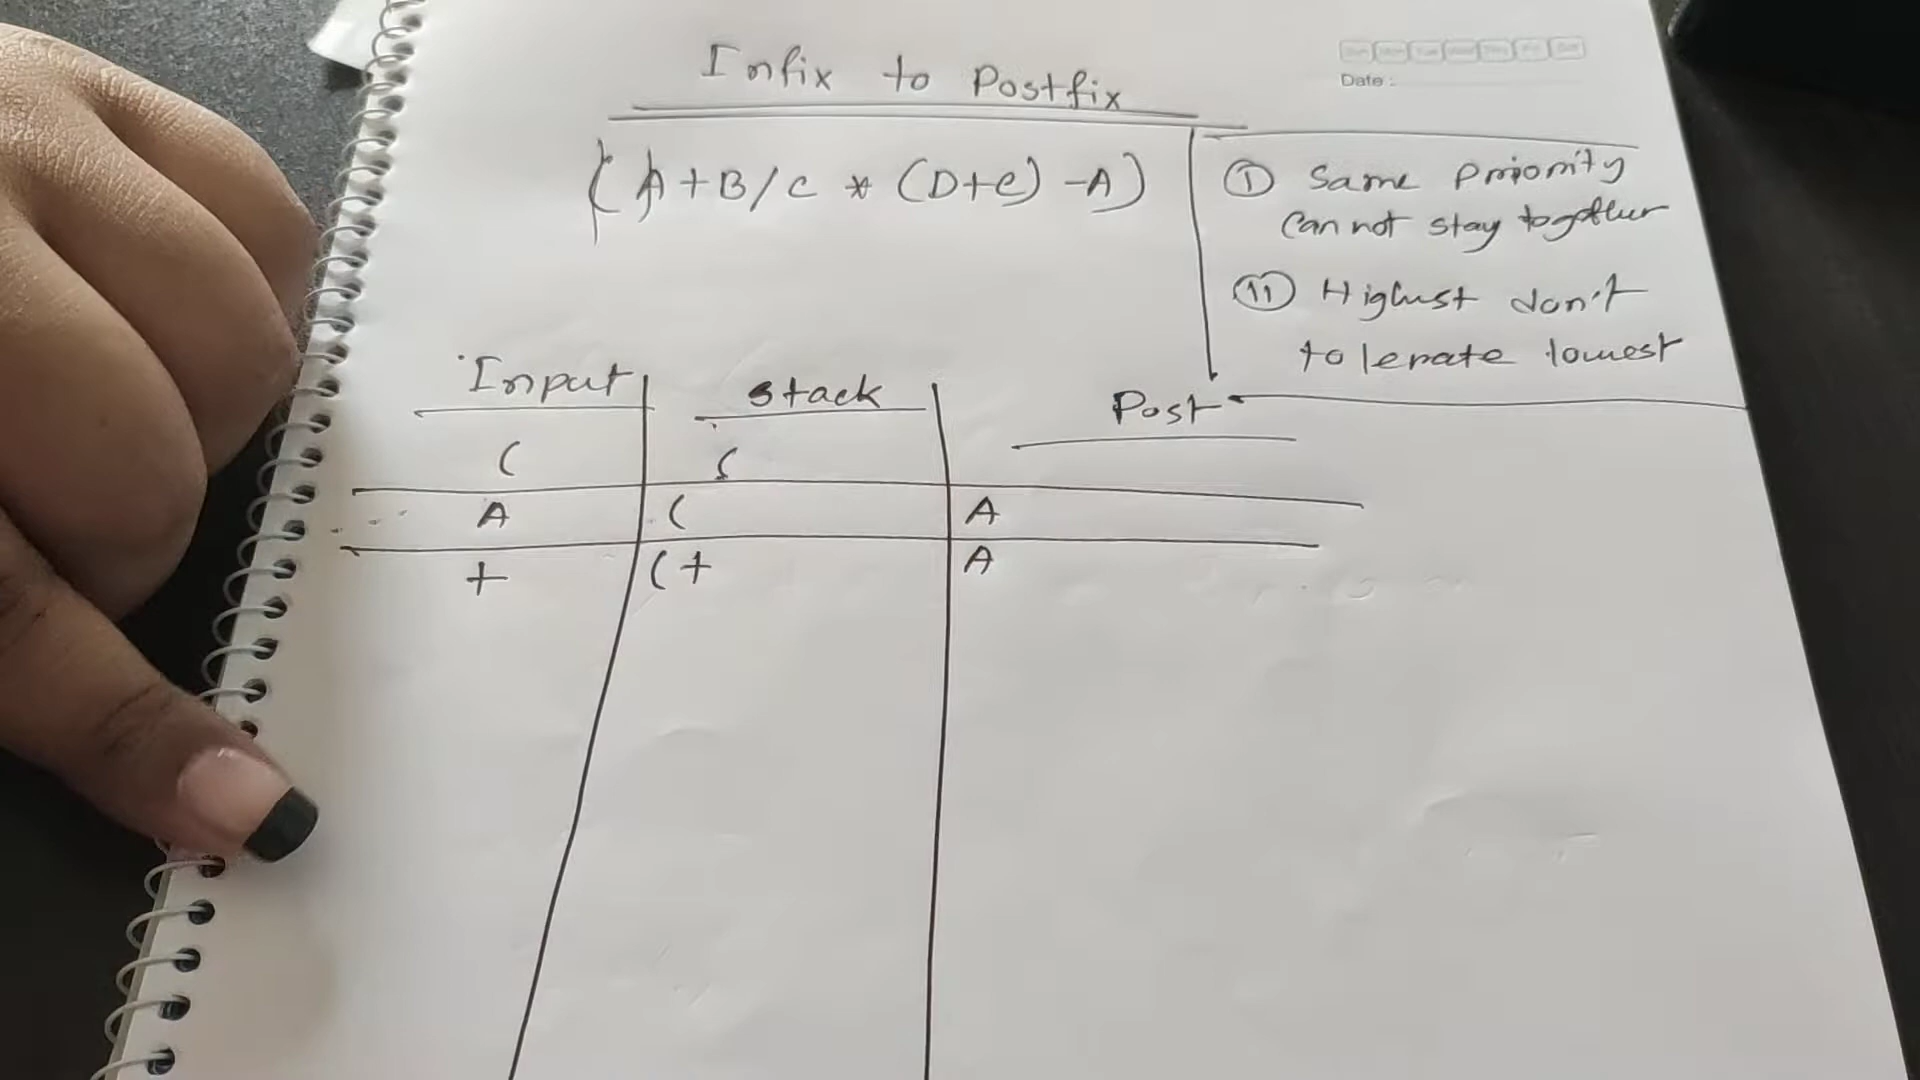 Infix to Postfix
Date :
(A+B/C * (D+e) -A)
① Same Priority
Can not stay together
⑪ Highest don't
tolerate lowest
Input Stack Post
( (
A ( A
+ (+ A